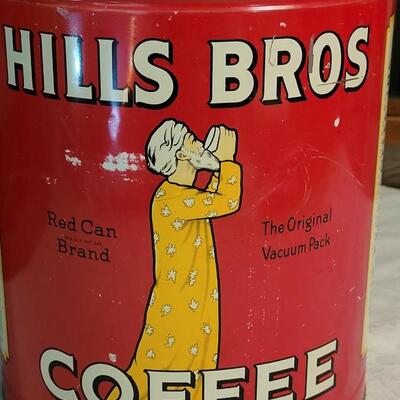 HILLS BROS
Red Can
Brand
The Original
Vacuum Pack
COFFEE